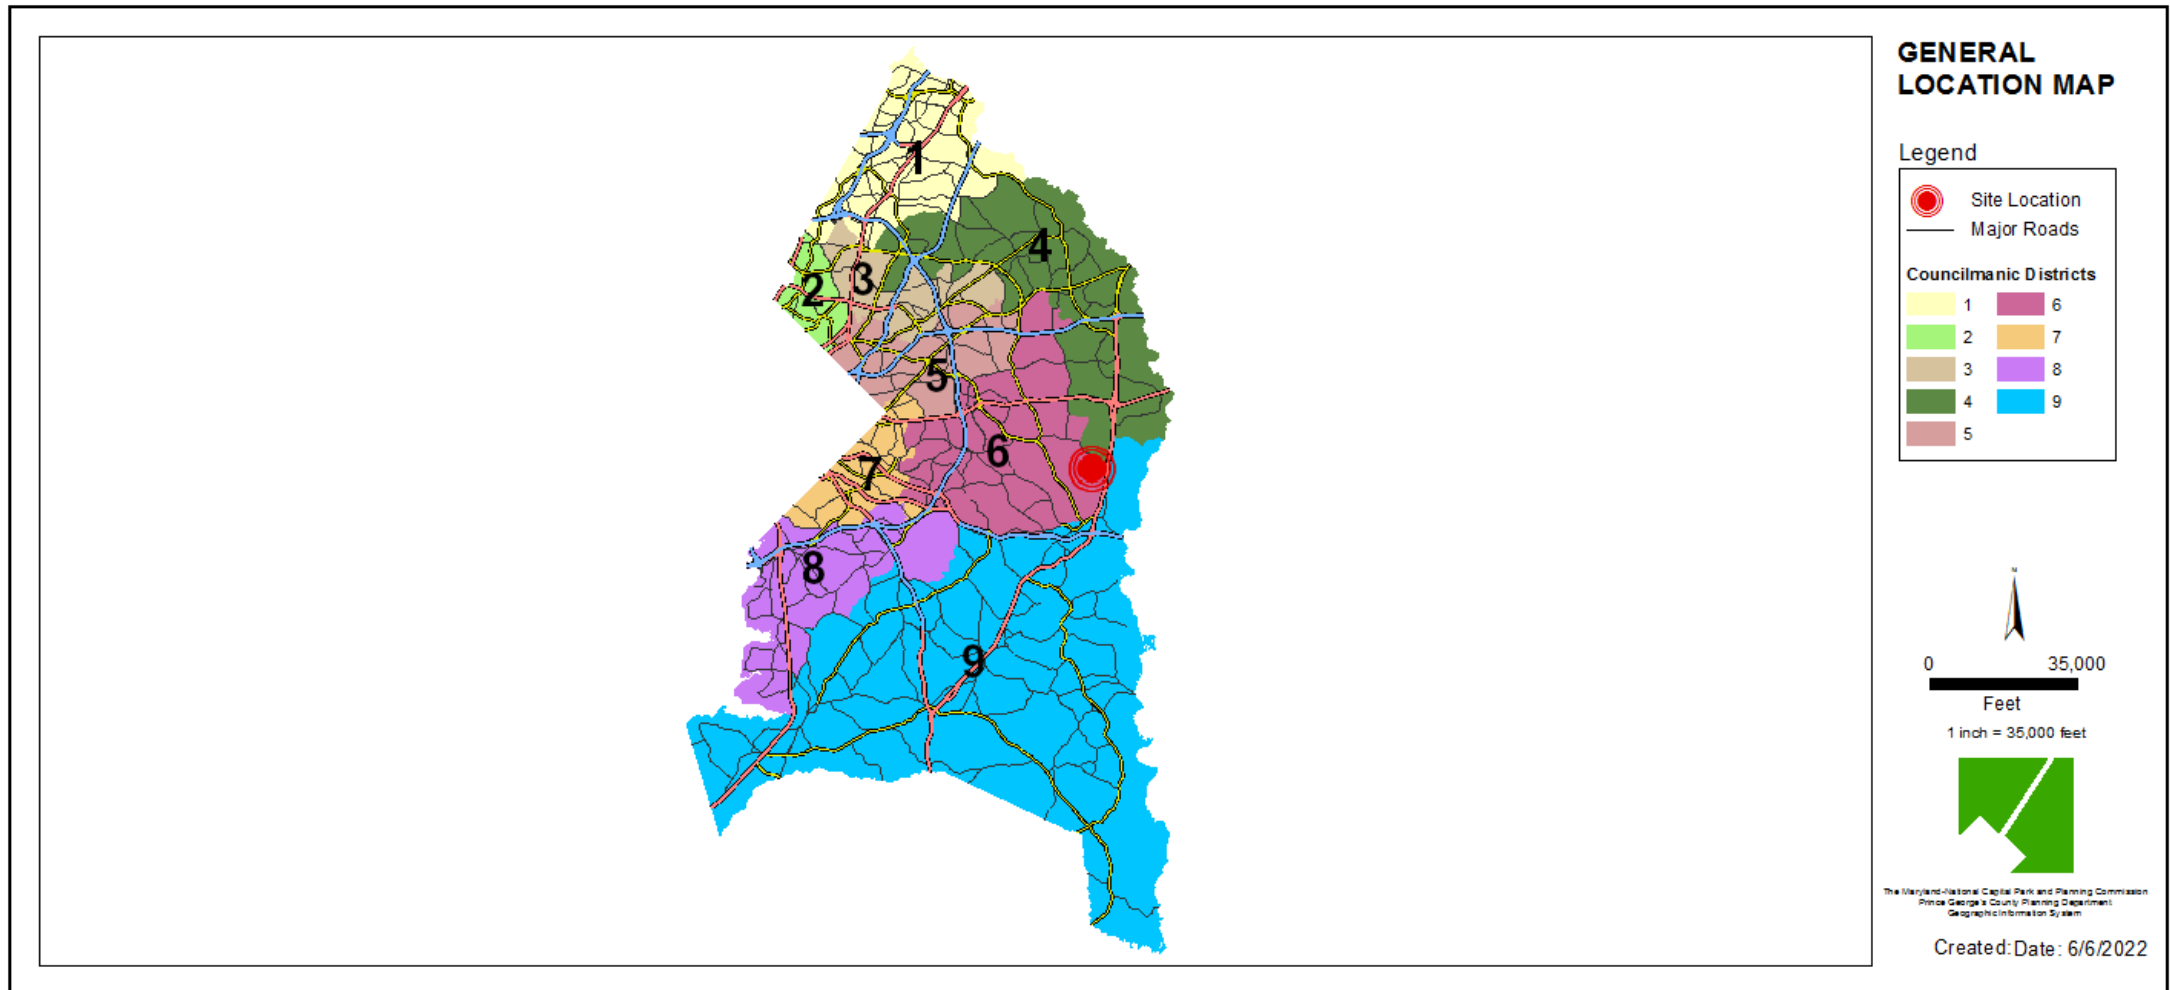 GENERAL
LOCATION MAP
Legend
Site Location
Major Roads
Councilmanic Districts
1 6
2 7
3 8
4 9
5
1
4
3
2
5
6
7
8
9
N
0 35,000
Feet
1 inch = 35,000 feet
The Maryland-National Capital Park and Planning Commission
Prince George's County Planning Department
Geographic Information System
Created: Date: 6/6/2022